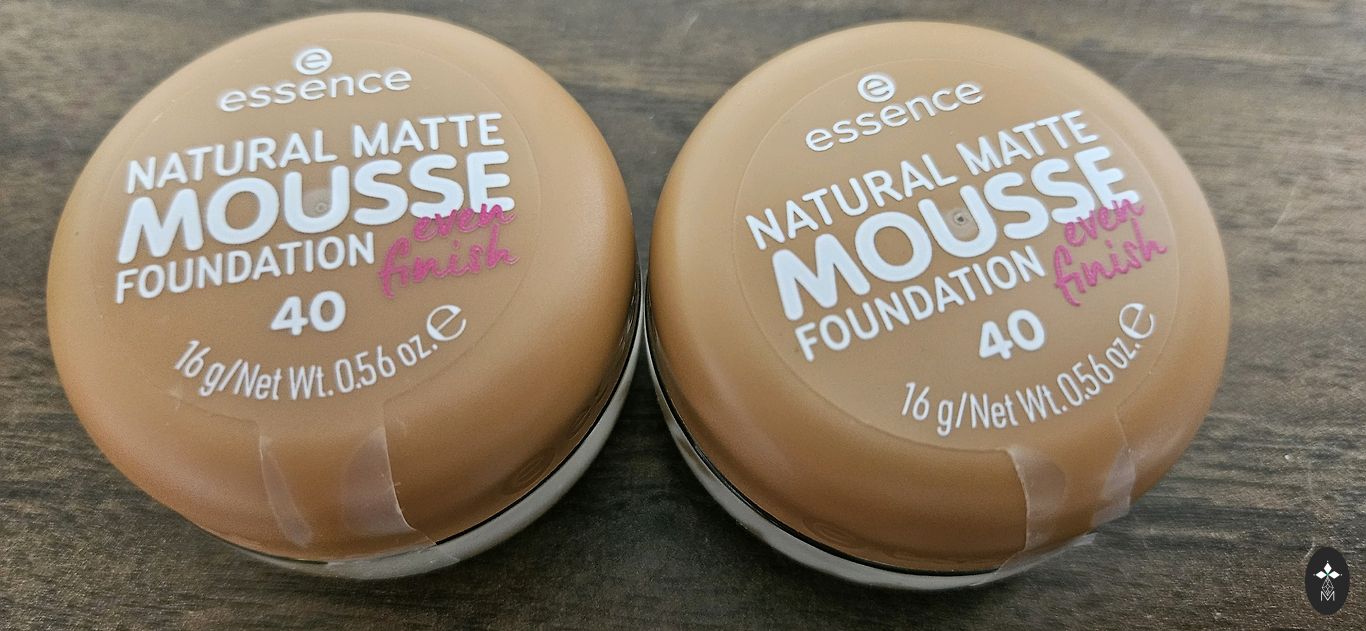 e
essence
NATURAL MATTE
MOUSSE
even
FOUNDATION finish
40
16 g/Net Wt. 0.56 oz. e
e
essence
NATURAL MATTE
MOUSSE
even
FOUNDATION finish
40
16 g/Net Wt. 0.56 oz. e
M